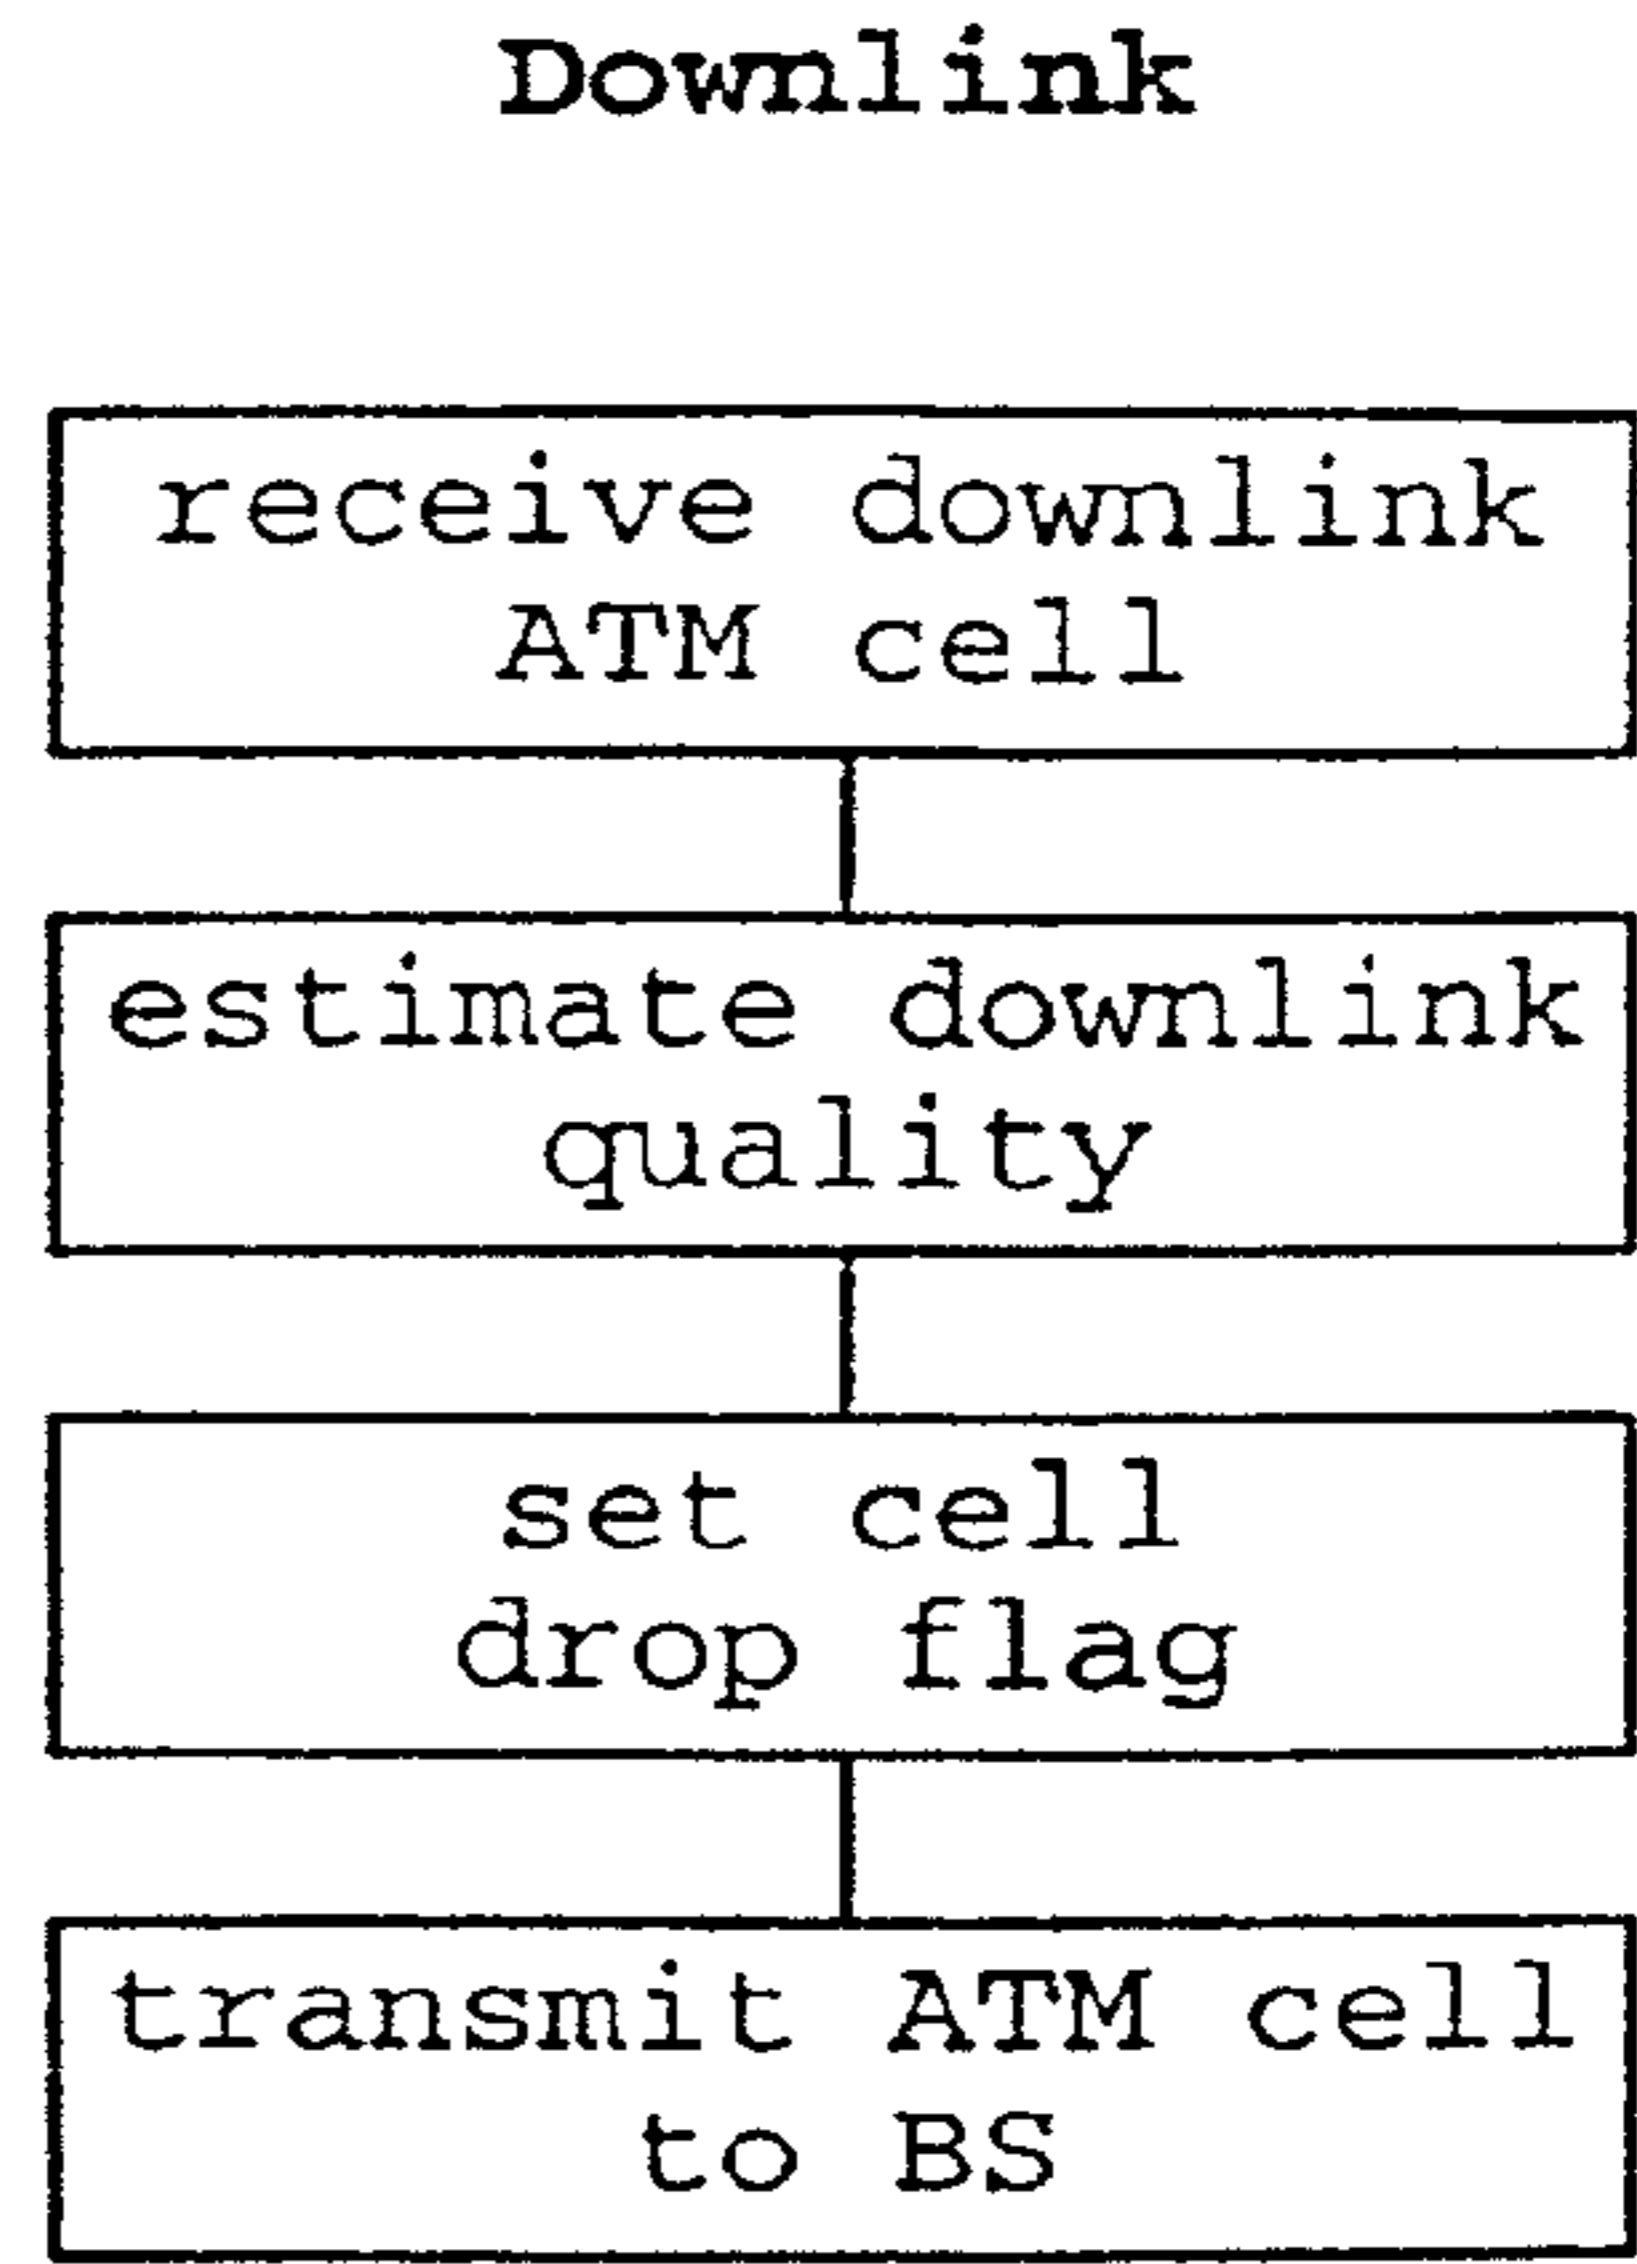 Downlink
receive downlink
ATM cell
estimate downlink
quality
set cell
drop flag
transmit ATM cell
to BS